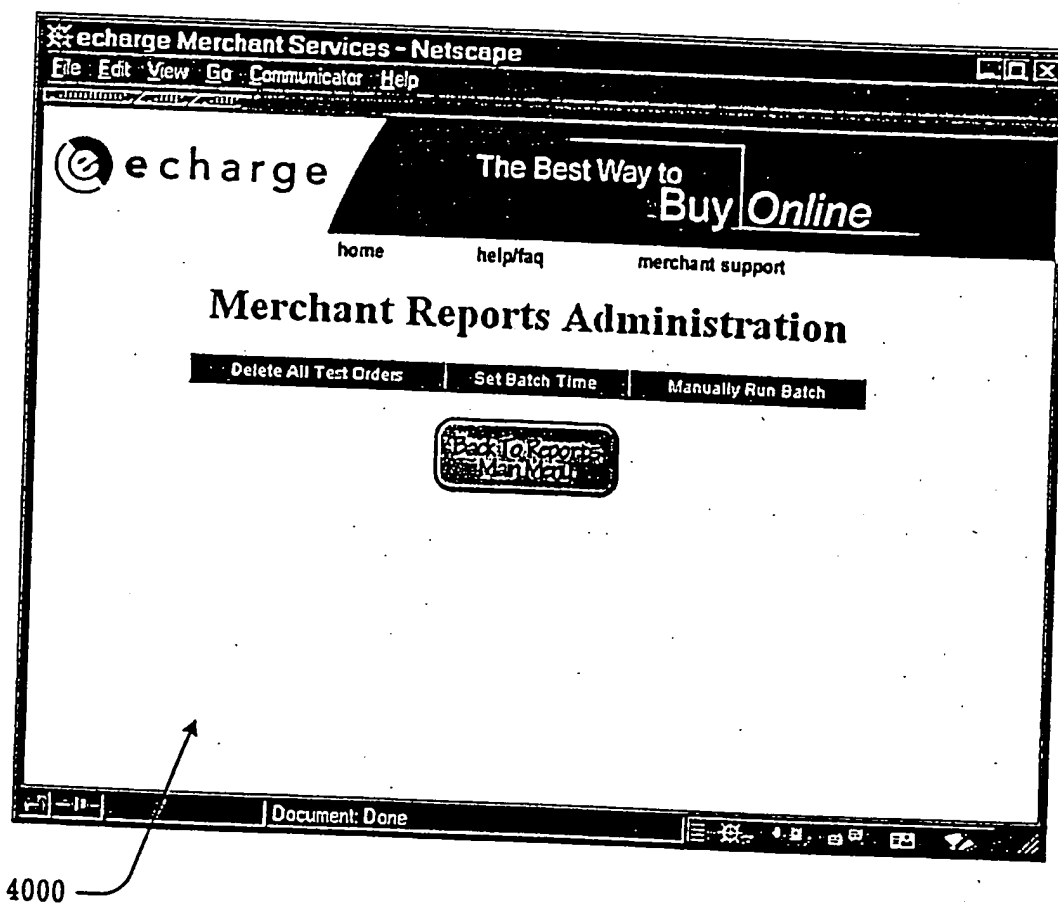 echarge Merchant Services - Netscape
File Edit View Go Communicator Help
e echarge
The Best Way to
Buy Online
home help/faq merchant support
Merchant Reports Administration
Delete All Test Orders Set Batch Time Manually Run Batch
Back To Reports
Main Menu
Document: Done
4000